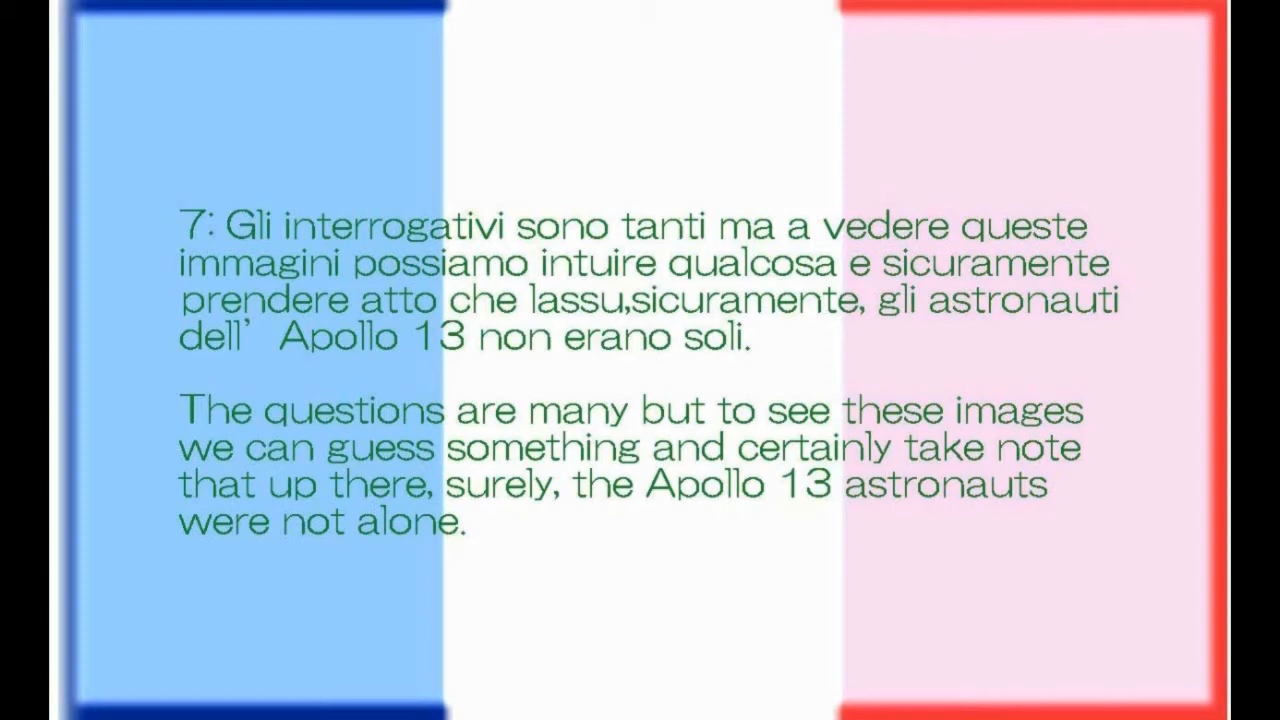 7: Gli interrogativi sono tanti ma a vedere queste
immagini possiamo intuire qualcosa e sicuramente
prendere atto che lassu,sicuramente, gli astronauti
dell’ Apollo 13 non erano soli.
The questions are many but to see these images
we can guess something and certainly take note
that up there, surely, the Apollo 13 astronauts
were not alone.